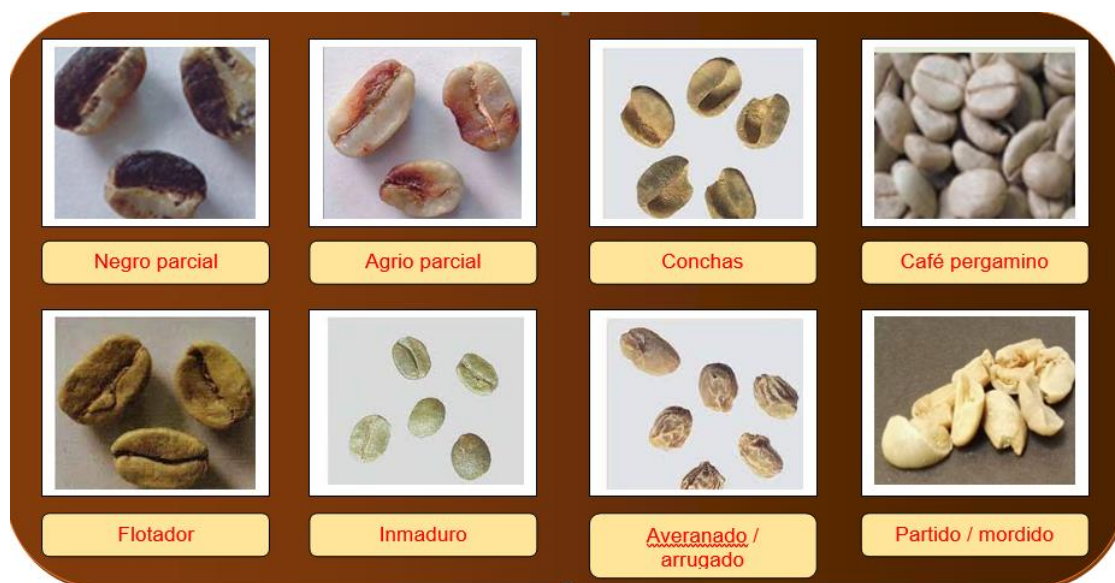 Negro parcial
Agrio parcial
Conchas
Café pergamino
Flotador
Inmaduro
Averanado /
arrugado
Partido / mordido